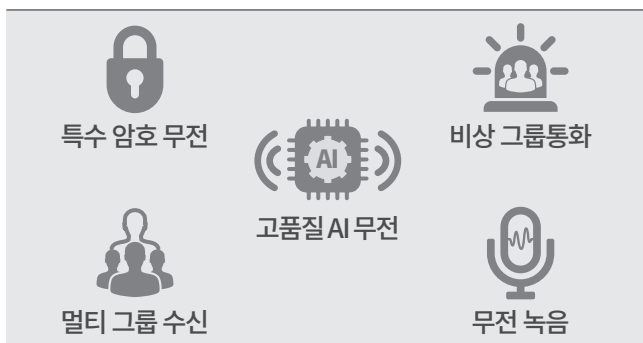 특수 암호 무전
비상 그룹통화
AI
고품질 AI 무전
멀티 그룹 수신
무전 녹음